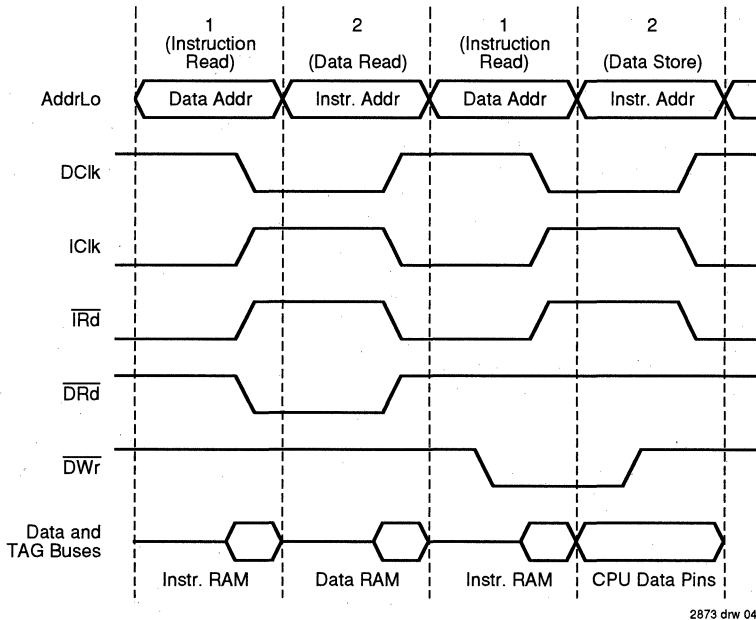 1 2 1 2
(Instruction (Instruction
Read) (Data Read) Read) (Data Store)
AddrLo Data Addr Instr. Addr Data Addr Instr. Addr
DClk
IClk
IRd
DRd
DWr
Data and
TAG Buses
Instr. RAM Data RAM Instr. RAM CPU Data Pins
2873 drw 04